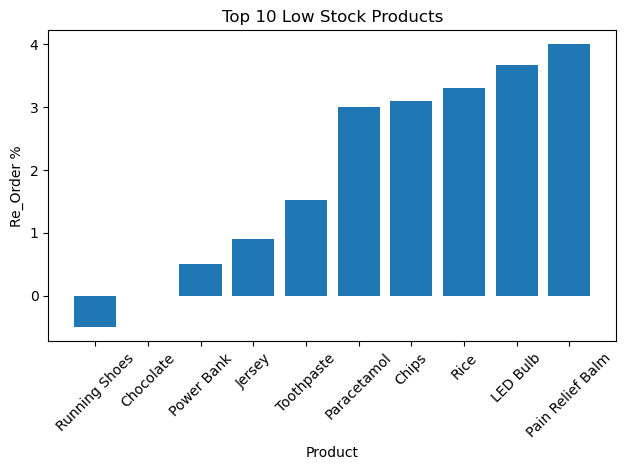 Top 10 Low Stock Products
Re_Order %
4
3
2
1
0
Running Shoes
Chocolate
Power Bank
Jersey
Toothpaste
Paracetamol
Chips
Rice
LED Bulb
Pain Relief Balm
Product